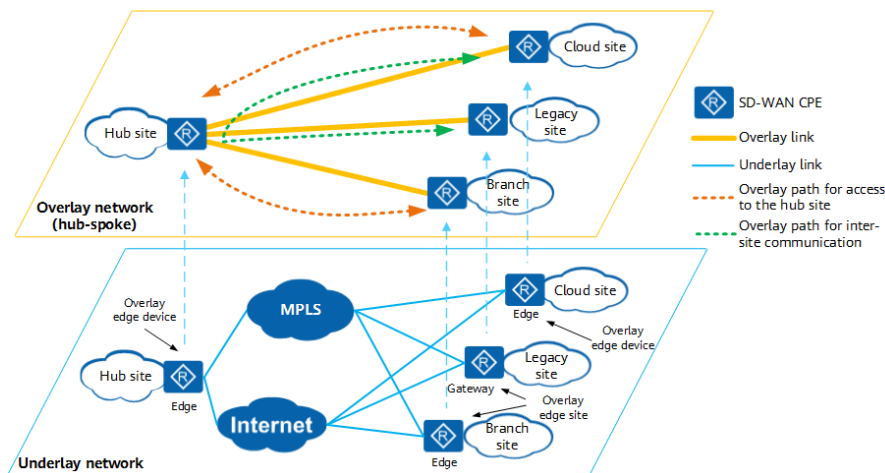 Cloud site
R
Hub site
R
R
Legacy
site
R
Branch
site
Overlay network
(hub-spoke)
R
SD-WAN CPE
Overlay link
Underlay link
Overlay path for access
to the hub site
Overlay path for inter-
site communication
MPLS
Overlay
edge device
R
Cloud site
Edge
Overlay
edge device
Hub site
R
Edge
R
Legacy
site
Gateway
Overlay
edge site
Internet
R
Branch
site
Edge
Underlay network